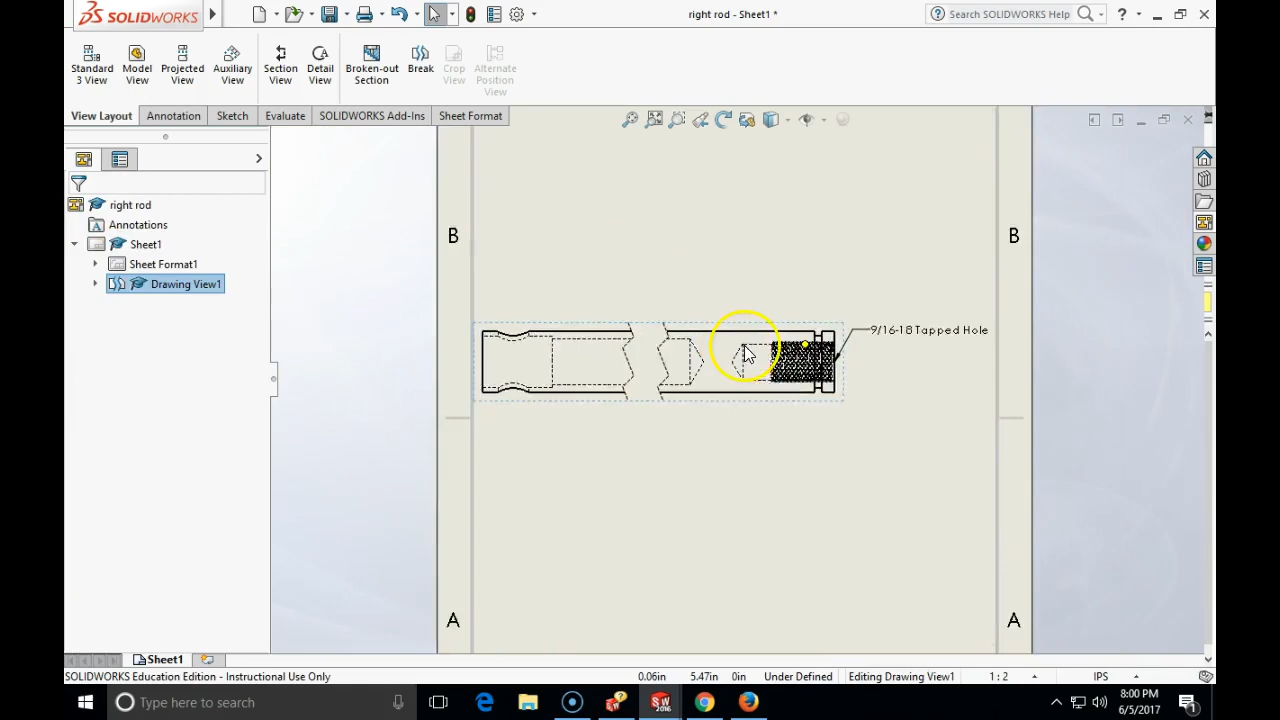 SOLIDWORKS
right rod - Sheet1 *
Search SOLIDWORKS Help
?
Standard 3 View
Model View
Projected View
Auxiliary View
Section View
Detail View
Broken-out Section
Break
Crop View
Alternate Position View
View Layout
Annotation
Sketch
Evaluate
SOLIDWORKS Add-Ins
Sheet Format
right rod
Annotations
Sheet1
Sheet Format1
Drawing View1
B
B
9/16-18 Tapped Hole
A
A
Sheet1
SOLIDWORKS Education Edition - Instructional Use Only
0.06in
5.47in
0in
Under Defined
Editing Drawing View1
1 : 2
IPS
Type here to search
SW 2016
8:00 PM
6/5/2017